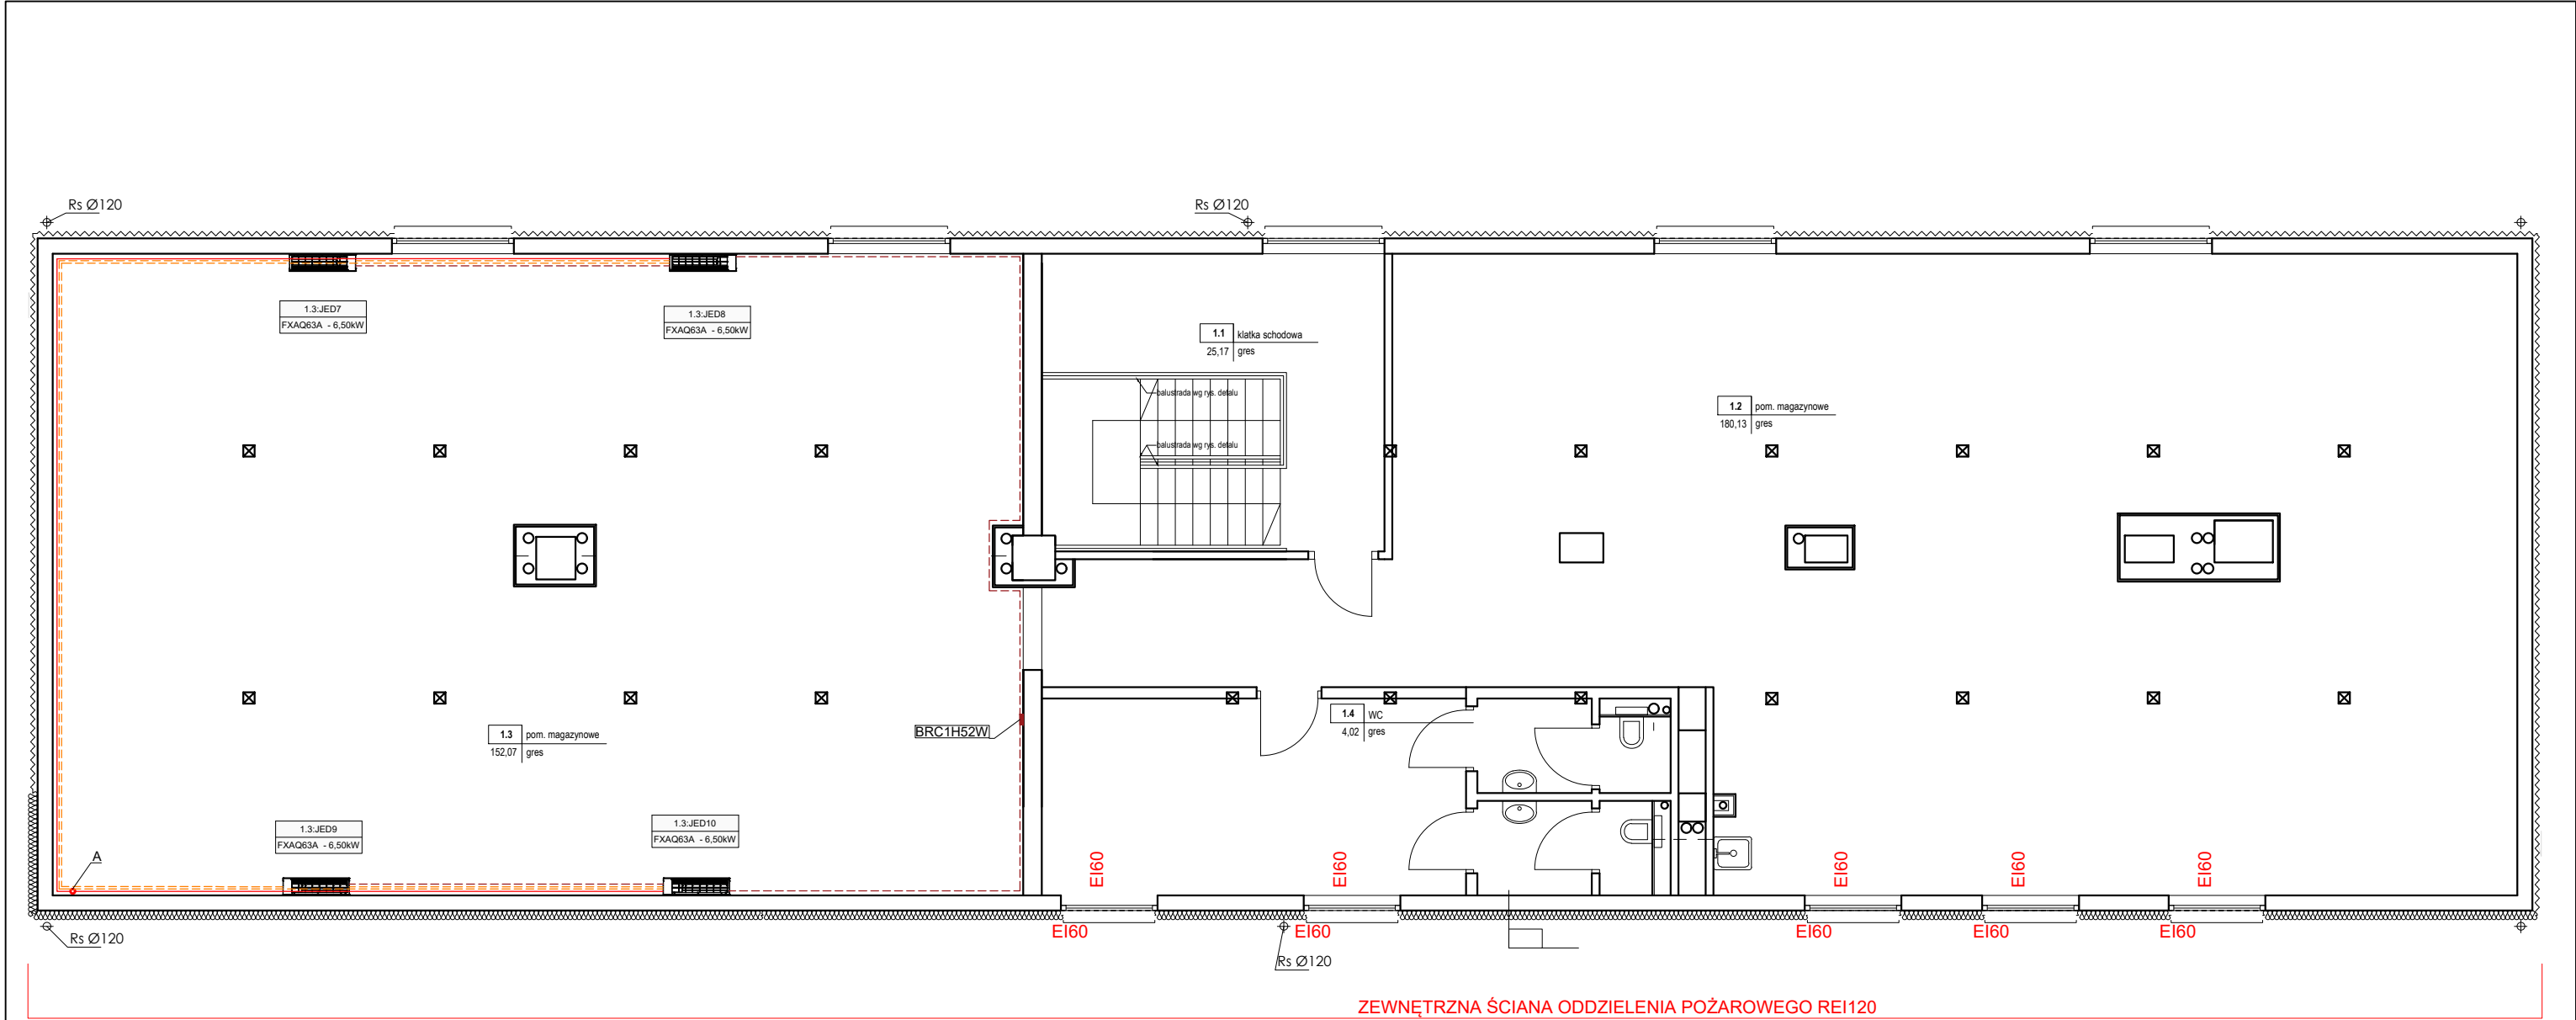 Rs Ø120
Rs Ø120
1.3:JED7
FXAQ63A - 6,50kW
1.3:JED8
FXAQ63A - 6,50kW
1.1 klatka schodowa
25,17 gres
balustrada wg rys. detalu
balustrada wg rys. detalu
1.2 pom. magazynowe
180,13 gres
1.3 pom. magazynowe
152,07 gres
BRC1H52W
1.4 WC
4,02 gres
1.3:JED9
FXAQ63A - 6,50kW
1.3:JED10
FXAQ63A - 6,50kW
A
EI60
EI60
EI60
EI60
EI60
Rs Ø120
EI60
EI60
EI60
EI60
EI60
Rs Ø120
ZEWNĘTRZNA ŚCIANA ODDZIELENIA POŻAROWEGO REI120